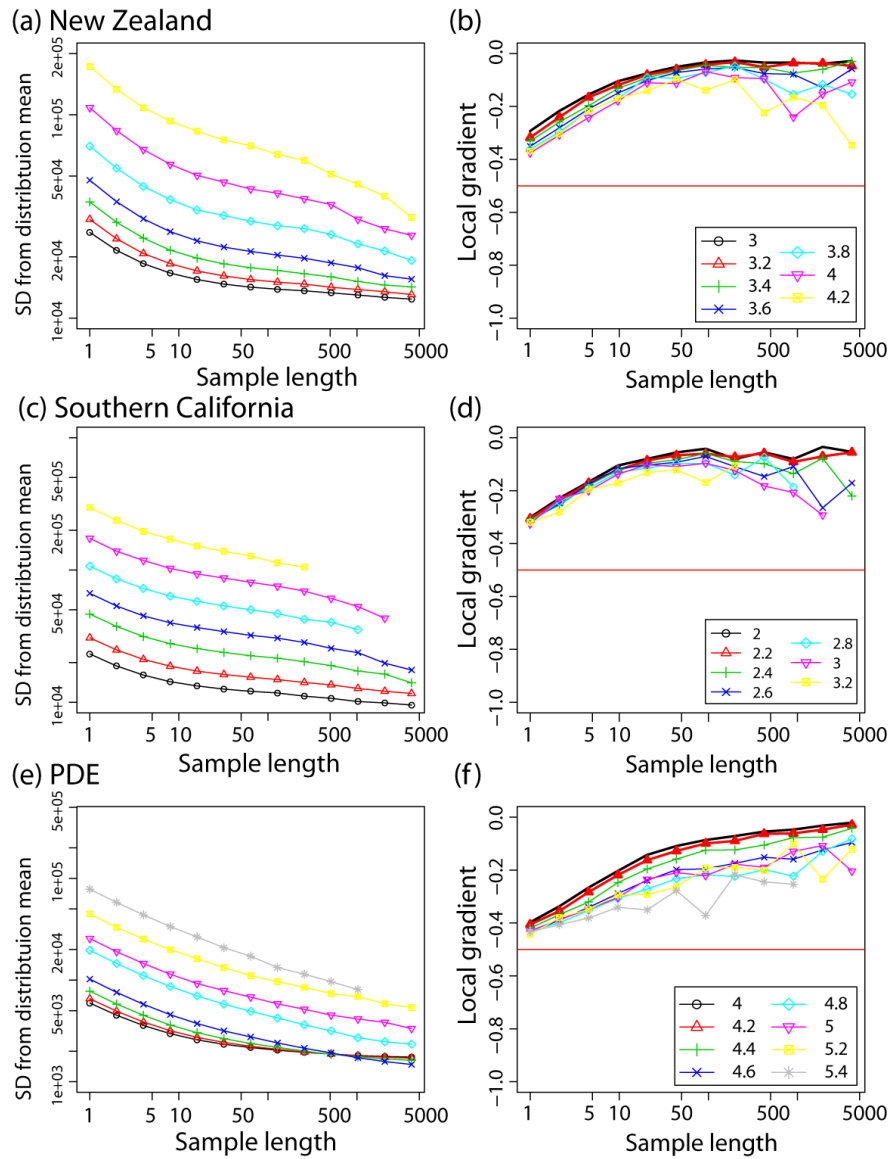 (a) New Zealand
SD from distribtuion mean
2e+05
1e+05
5e+04
2e+04
1e+04
1 5 10 50 500 5000
Sample length
(b)
Local gradient
0.0
−0.2
−0.4
−0.6
−0.8
−1.0
3
3.2
3.4
3.6
3.8
4
4.2
1 5 10 50 500 5000
Sample length
(c) Southern California
SD from distribtuion mean
5e+05
2e+05
5e+04
1e+04
1 5 10 50 500 5000
Sample length
(d)
Local gradient
0.0
−0.2
−0.4
−0.6
−0.8
−1.0
2
2.2
2.4
2.6
2.8
3
3.2
1 5 10 50 500 5000
Sample length
(e) PDE
SD from distribtuion mean
5e+05
1e+05
2e+04
5e+03
1e+03
1 5 10 50 500 5000
Sample length
(f)
Local gradient
0.0
−0.2
−0.4
−0.6
−0.8
−1.0
4
4.2
4.4
4.6
4.8
5
5.2
5.4
1 5 10 50 500 5000
Sample length